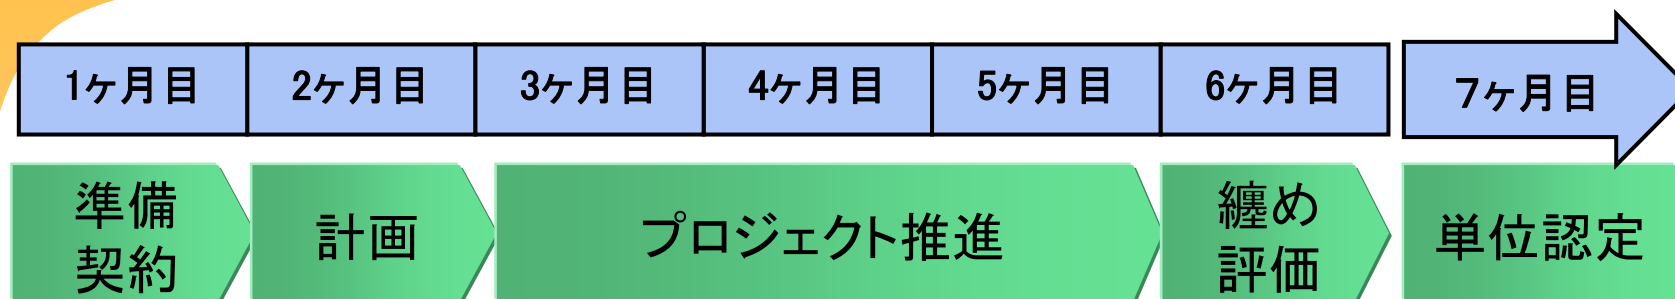 1ヶ月目
2ヶ月目
3ヶ月目
4ヶ月目
5ヶ月目
6ヶ月目
7ヶ月目
準備
契約
計画
プロジェクト推進
纏め
評価
単位認定